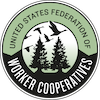 UNITED STATES FEDERATION OF
WORKER COOPERATIVES